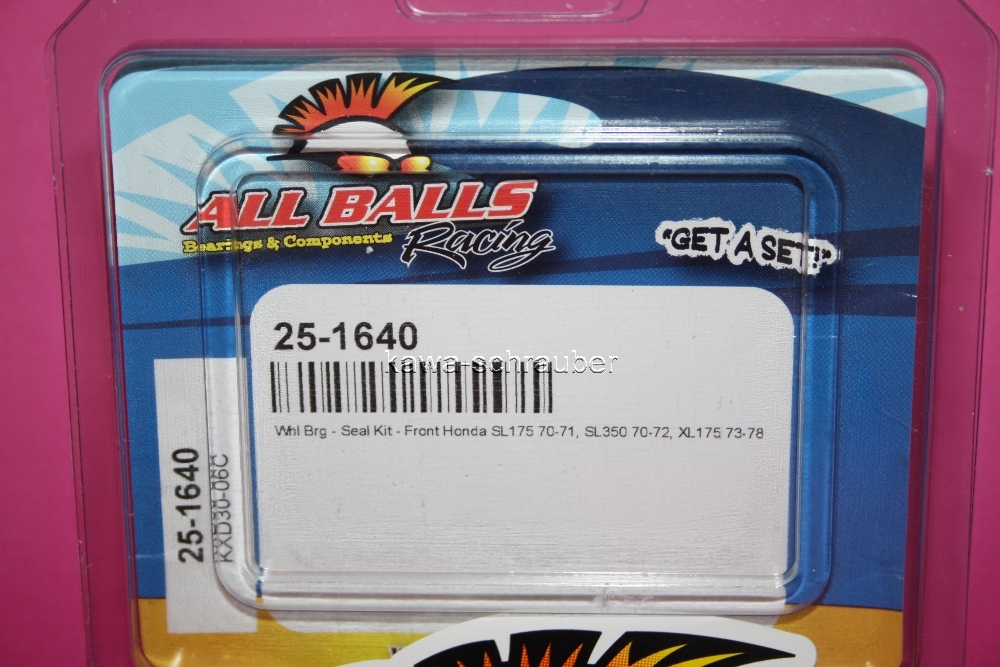 ALL BALLS
Racing
Bearings & Components
"GET A SET!"
25-1640
kawa-schrauber
Whl Brg - Seal Kit - Front Honda SL175 70-71, SL350 70-72, XL175 73-78
25-1640
KXD30-06C